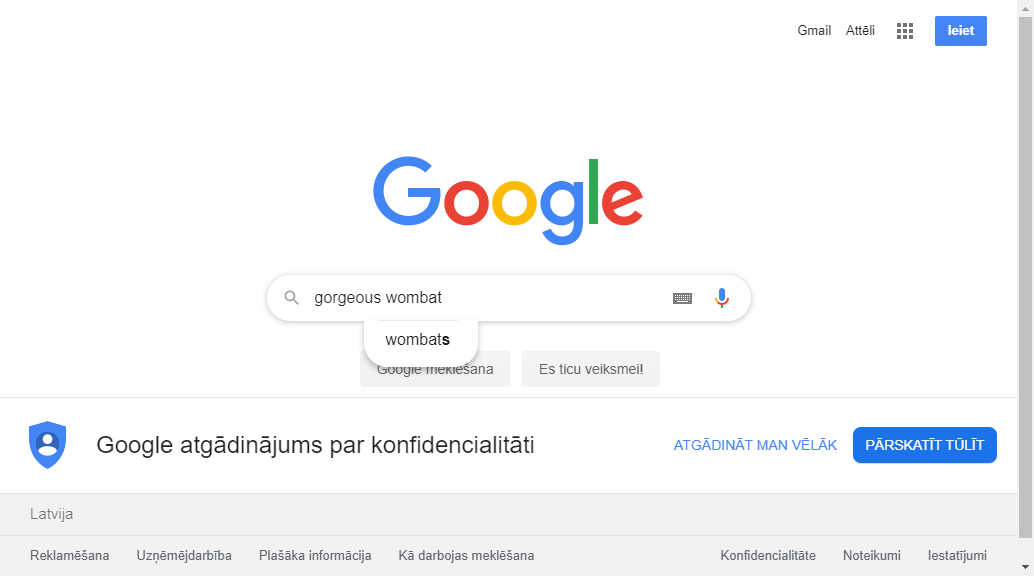 Gmail Attēli Ieiet
Google
gorgeous wombat
wombats
Google meklēšana Es ticu veiksmei!
Google atgādinājums par konfidencialitāti ATGĀDINĀT MAN VĒLĀK PĀRSKATĪT TŪLĪT
Latvija
Reklamēšana Uzņēmējdarbība Plašāka informācija Kā darbojas meklēšana Konfidencialitāte Noteikumi Iestatījumi